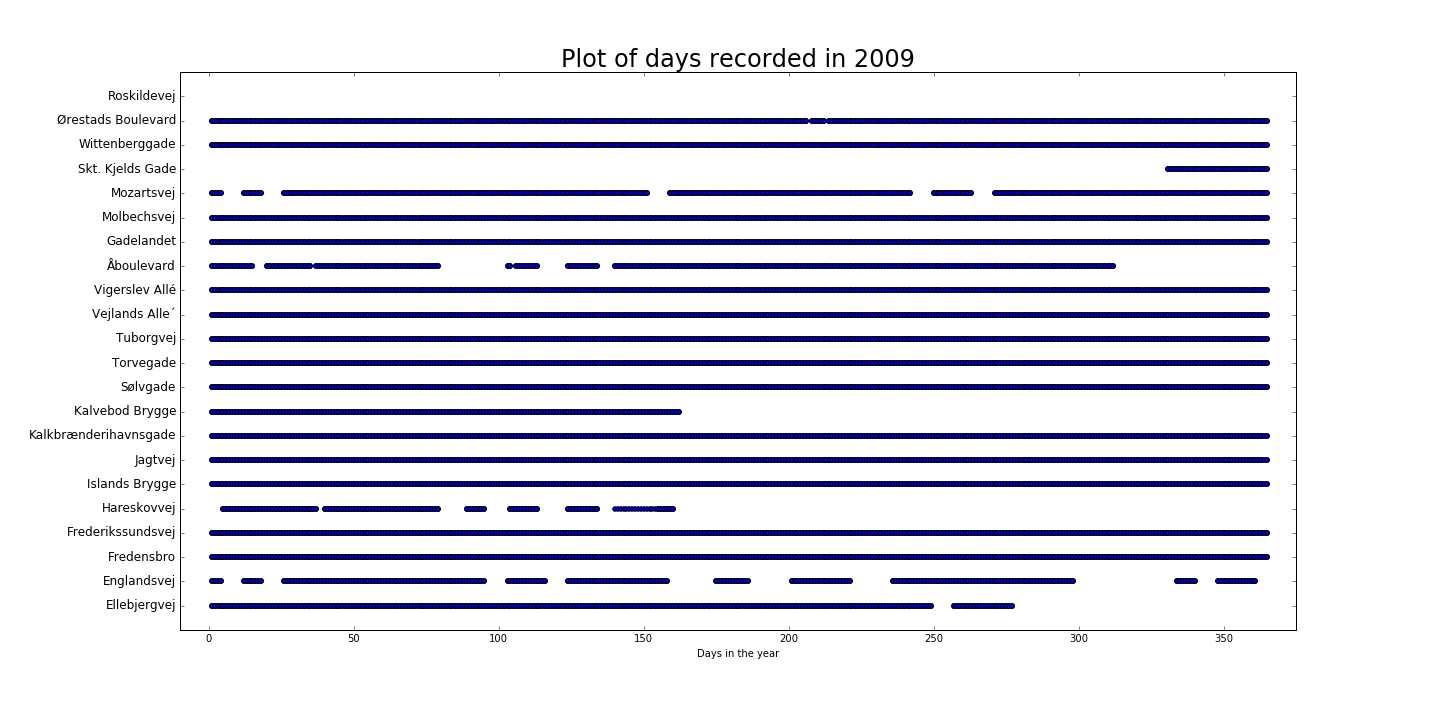 Plot of days recorded in 2009
Roskildevej
Ørestads Boulevard
Wittenberggade
Skt. Kjelds Gade
Mozartsvej
Molbechsvej
Gadelandet
Åboulevard
Vigerslev Allé
Vejlands Alle´
Tuborgvej
Torvegade
Sølvgade
Kalvebod Brygge
Kalkbrænderihavnsgade
Jagtvej
Islands Brygge
Hareskovvej
Frederikssundsvej
Fredensbro
Englandsvej
Ellebjergvej
0 50 100 150 200 250 300 350
Days in the year